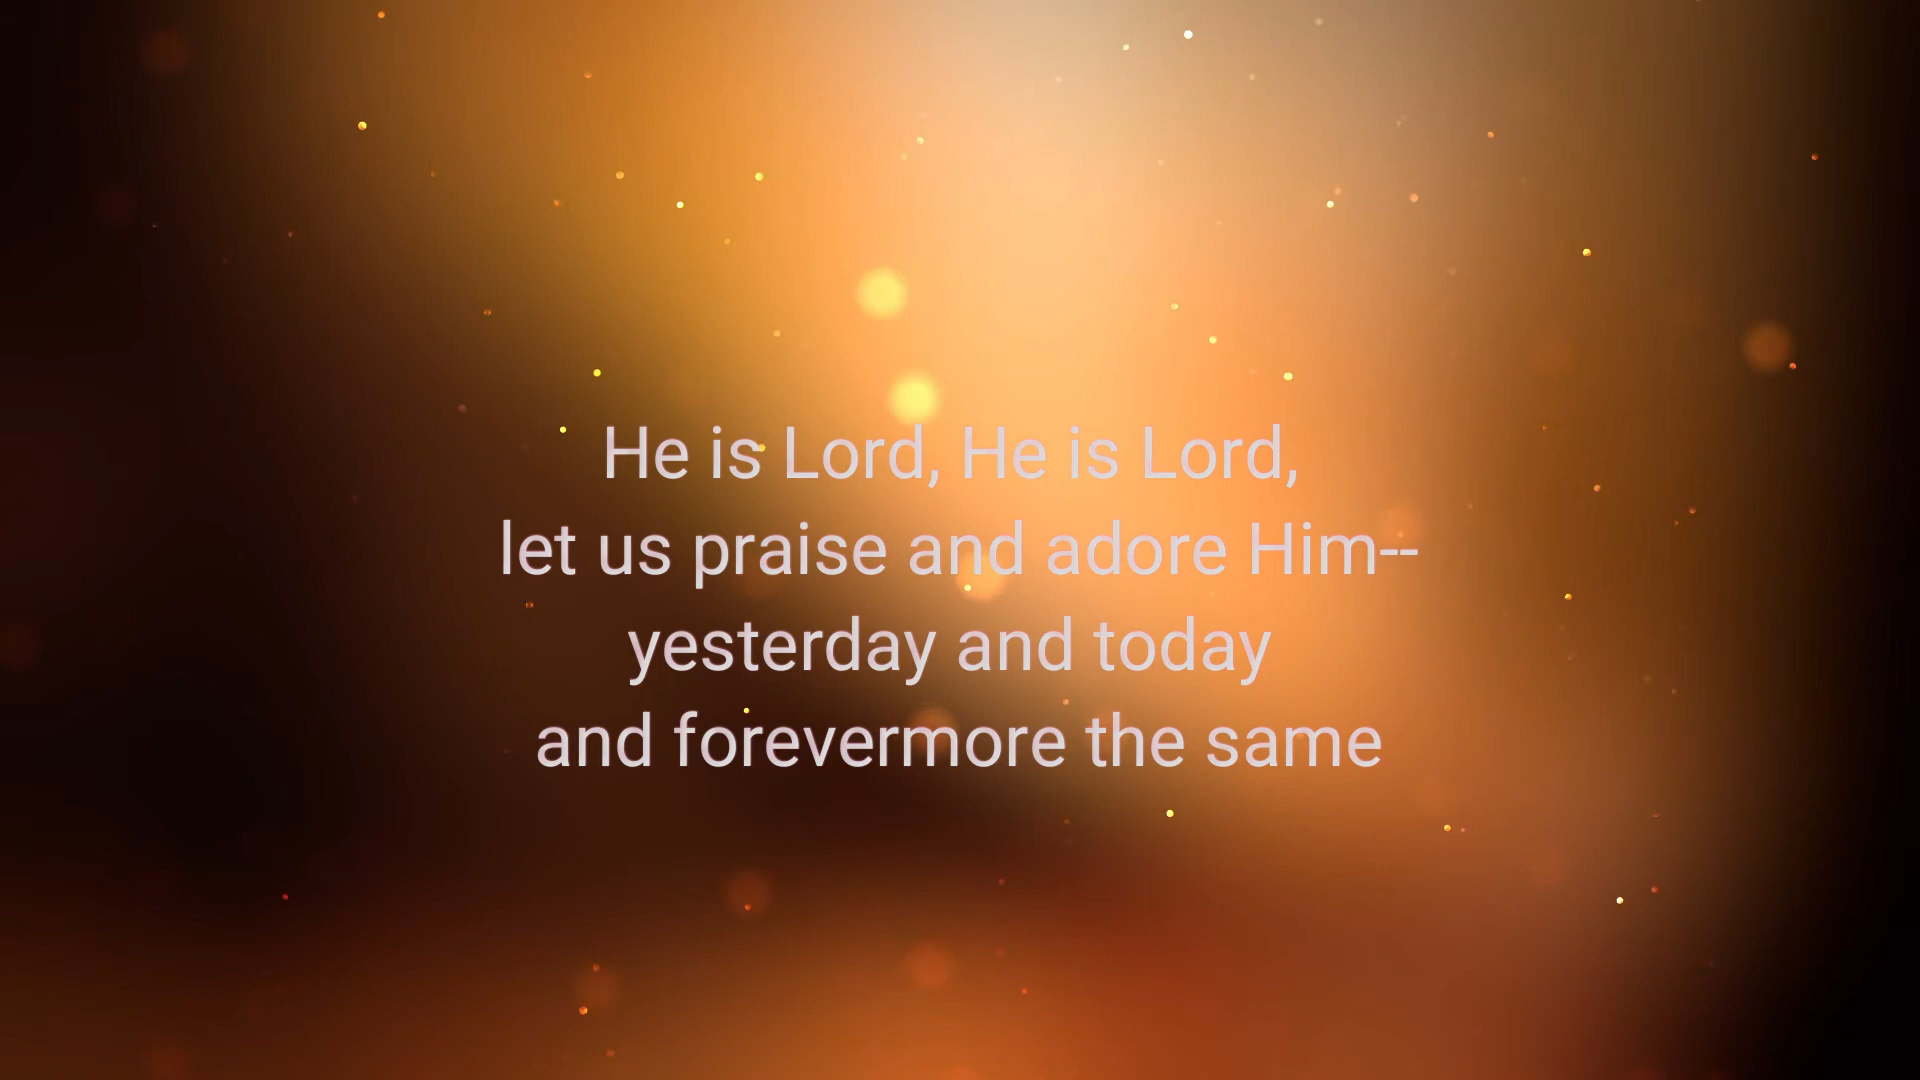 He is Lord, He is Lord,
let us praise and adore Him--
yesterday and today
and forevermore the same